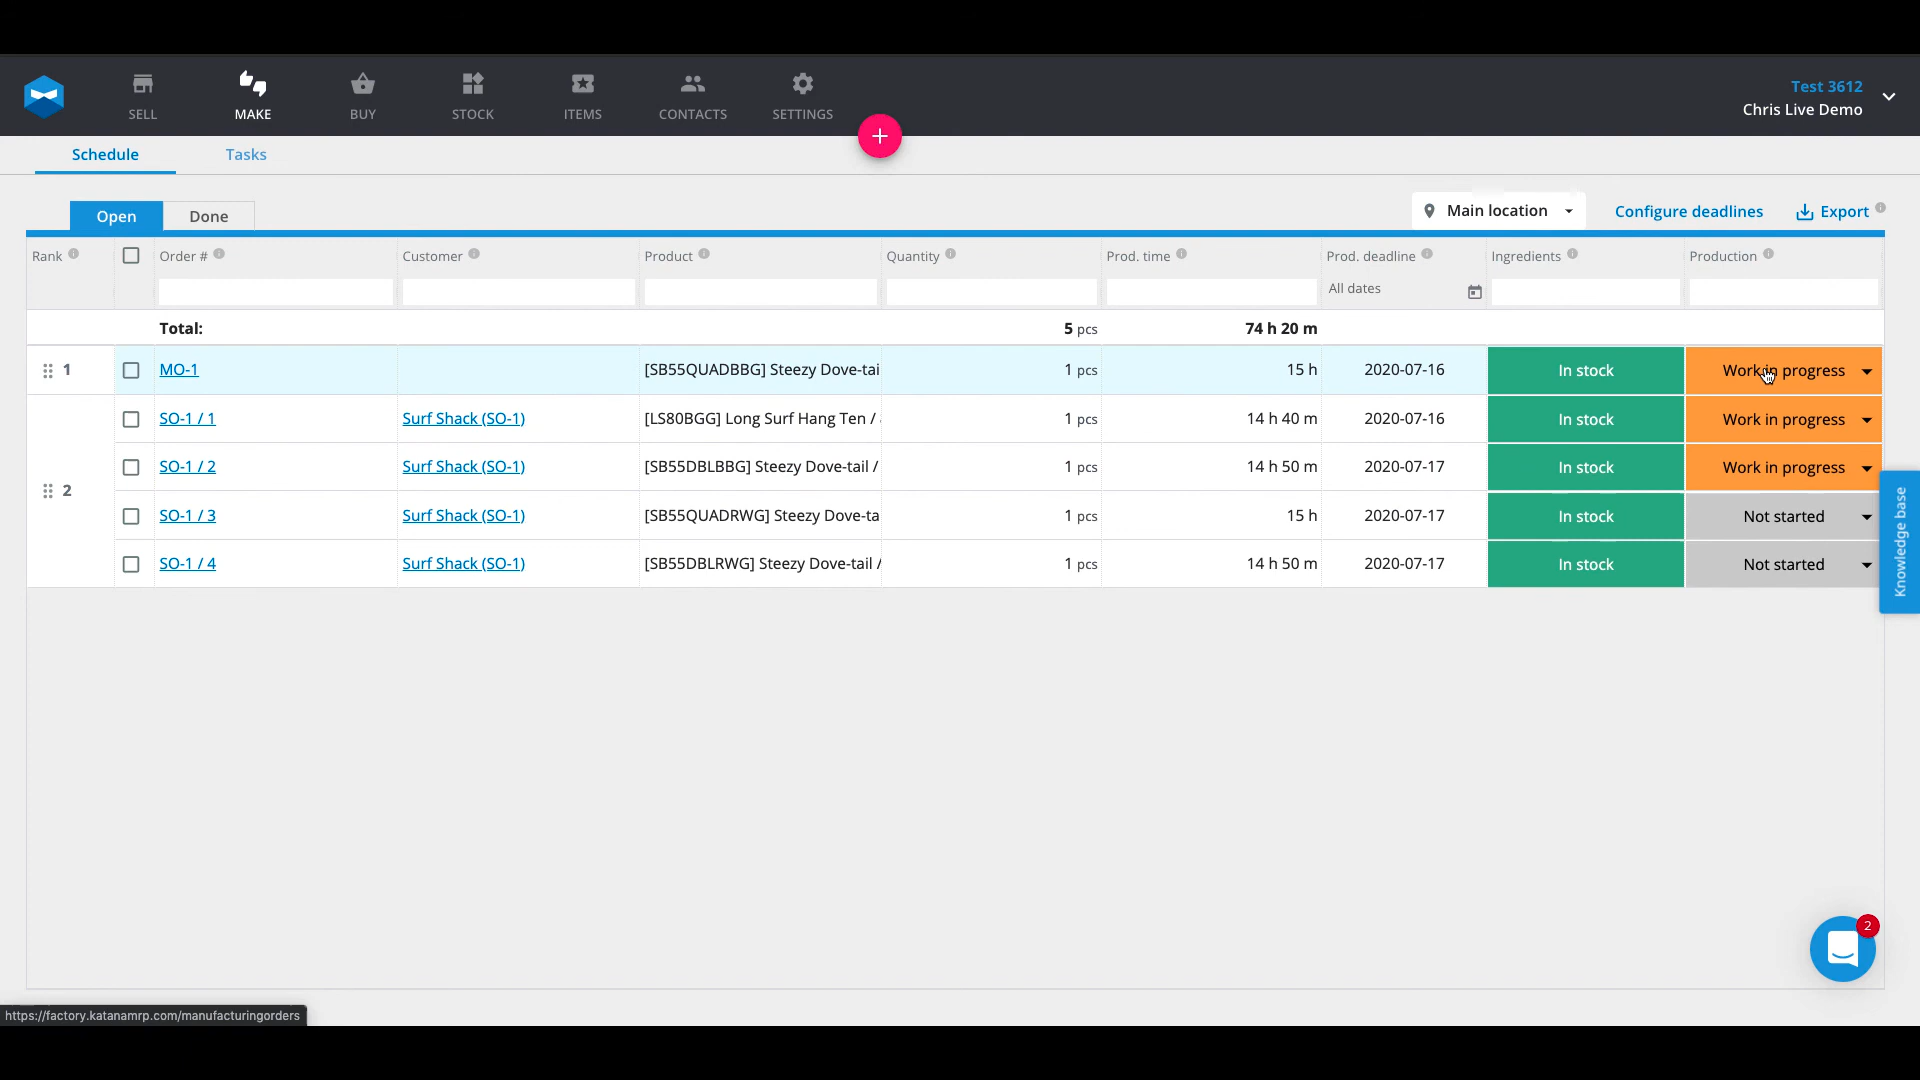 SELL
MAKE
BUY
STOCK
ITEMS
CONTACTS
SETTINGS
Test 3612
Chris Live Demo
+
Schedule Tasks
Open Done
Main location Configure deadlines Export
Rank Order # Customer Product Quantity Prod. time Prod. deadline Ingredients Production
All dates
Total: 5 pcs 74 h 20 m
1 MO-1 [SB55QUADBBG] Steezy Dove-tai 1 pcs 15 h 2020-07-16 In stock Work in progress
SO-1 / 1 Surf Shack (SO-1) [LS80BGG] Long Surf Hang Ten / 1 pcs 14 h 40 m 2020-07-16 In stock Work in progress
SO-1 / 2 Surf Shack (SO-1) [SB55DBLBBG] Steezy Dove-tail / 1 pcs 14 h 50 m 2020-07-17 In stock Work in progress
2
SO-1 / 3 Surf Shack (SO-1) [SB55QUADRWG] Steezy Dove-ta 1 pcs 15 h 2020-07-17 In stock Not started
SO-1 / 4 Surf Shack (SO-1) [SB55DBLRWG] Steezy Dove-tail / 1 pcs 14 h 50 m 2020-07-17 In stock Not started
Knowledge base
2
https://factory.katanamrp.com/manufacturingorders